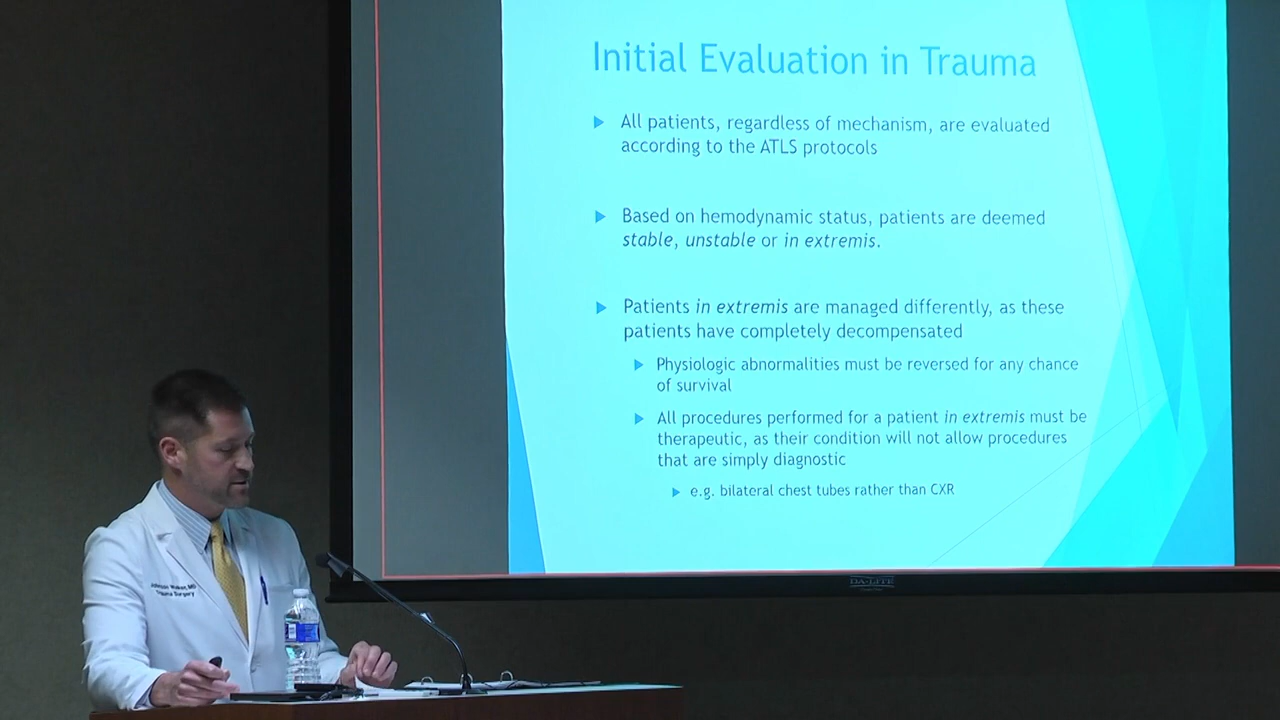 Initial Evaluation in Trauma
All patients, regardless of mechanism, are evaluated
according to the ATLS protocols
Based on hemodynamic status, patients are deemed
stable, unstable or in extremis.
Patients in extremis are managed differently, as these
patients have completely decompensated
Physiologic abnormalities must be reversed for any chance
of survival
All procedures performed for a patient in extremis must be
therapeutic, as their condition will not allow procedures
that are simply diagnostic
e.g. bilateral chest tubes rather than CXR
DA-LITE
MD
Trauma Surgery